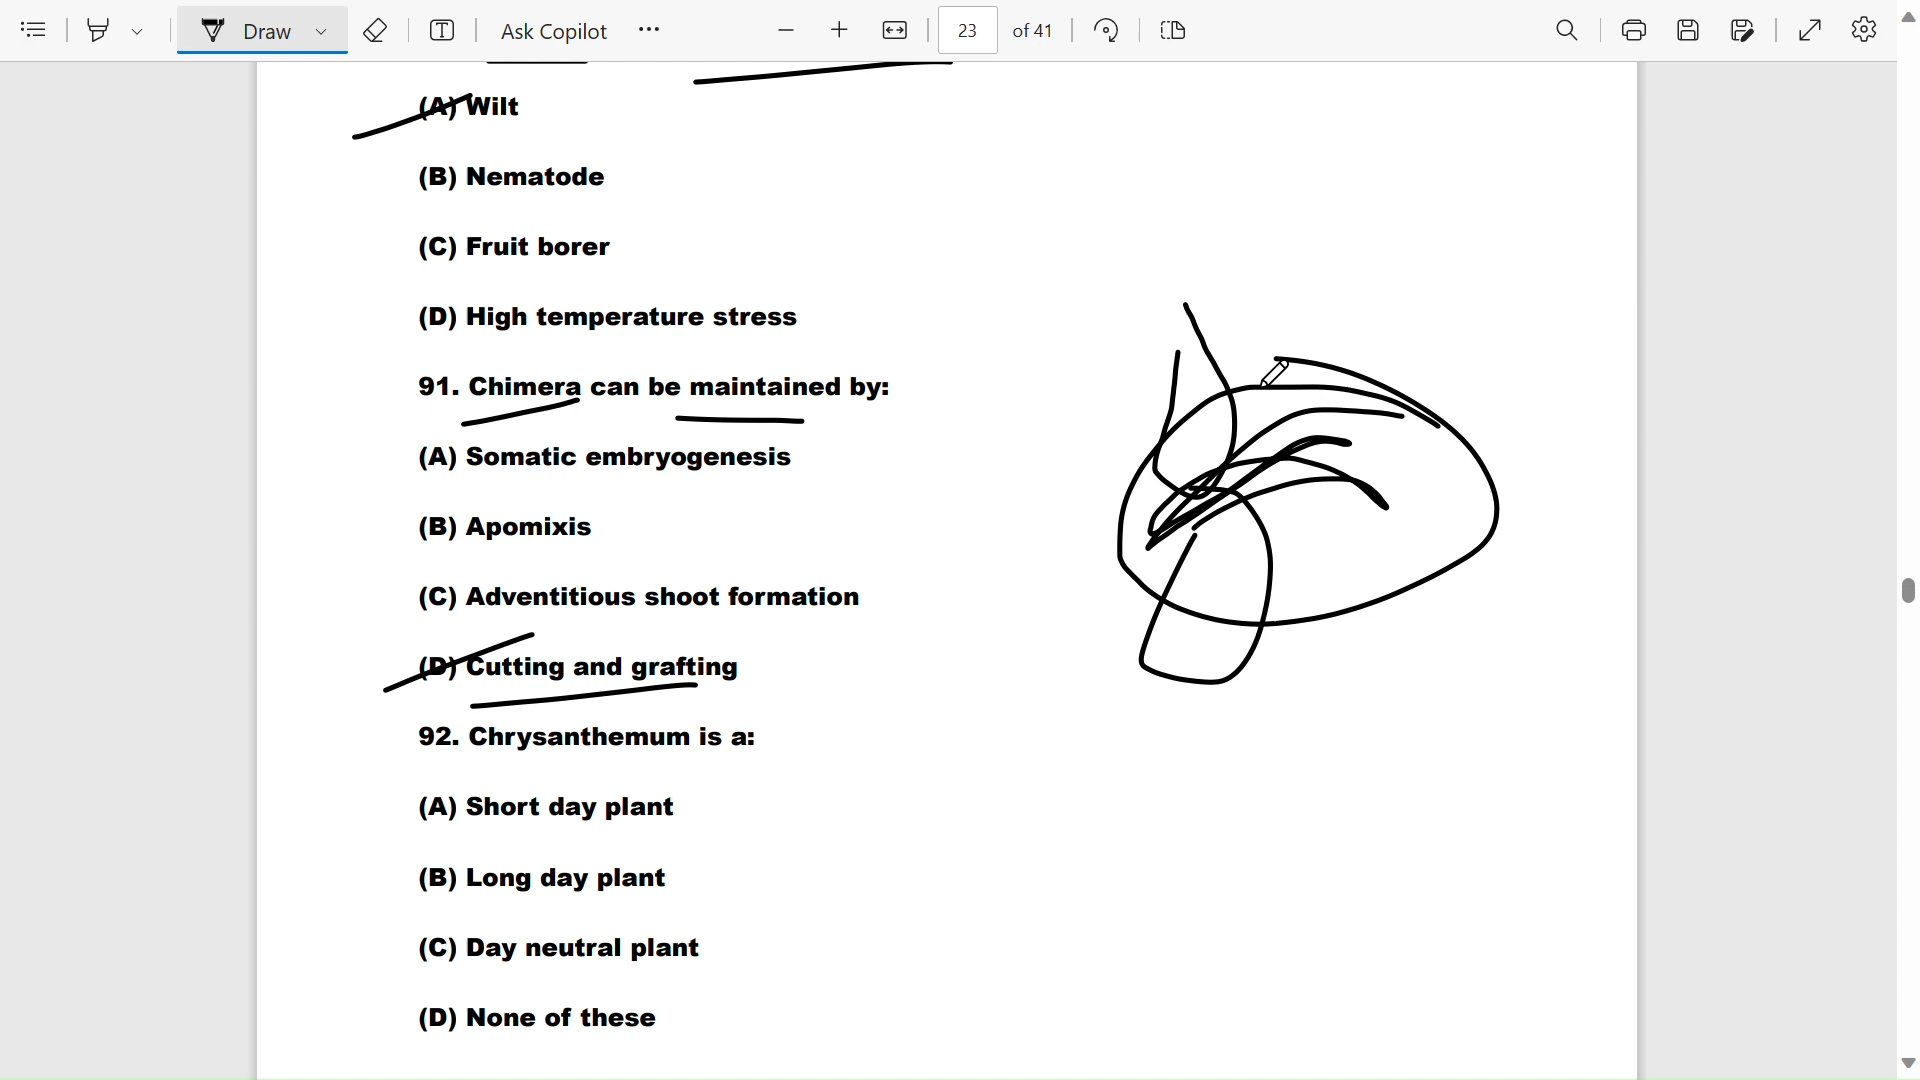 Draw
Ask Copilot
23 of 41
(A) Wilt
(B) Nematode
(C) Fruit borer
(D) High temperature stress
91. Chimera can be maintained by:
(A) Somatic embryogenesis
(B) Apomixis
(C) Adventitious shoot formation
(D) Cutting and grafting
92. Chrysanthemum is a:
(A) Short day plant
(B) Long day plant
(C) Day neutral plant
(D) None of these